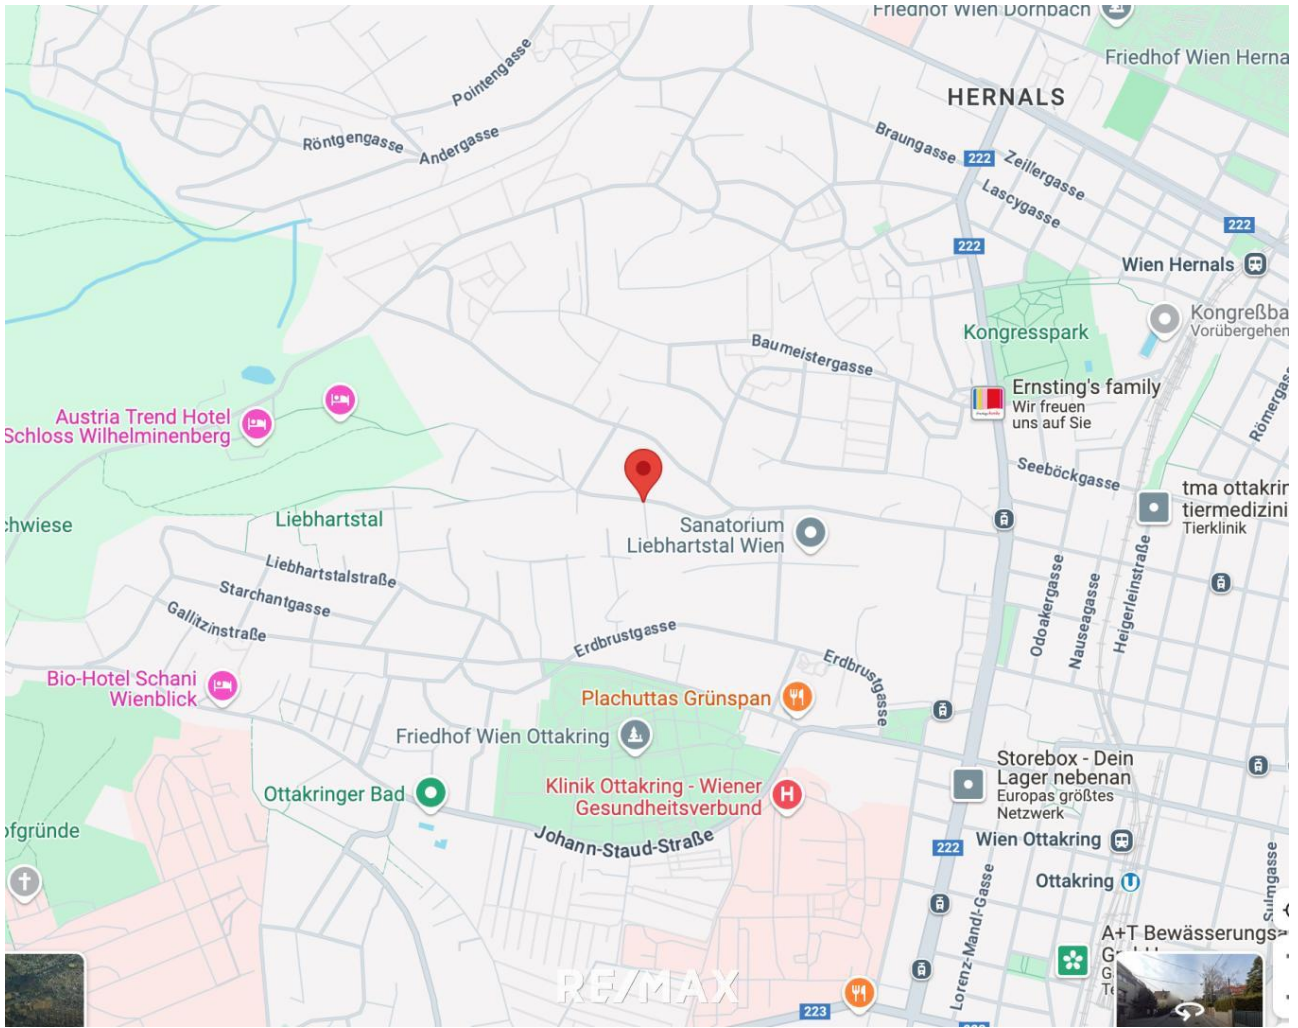 Friedhof Wien Dornbach
Friedhof Wien Herna
HERNALS
Pointengasse
Röntgengasse
Andergasse
Braungasse
222
Zeillergasse
Lascygasse
222
222
Wien Hernals
Kongreßba
Vorübergehen
Kongresspark
Baumeistergasse
Ernsting's family
Wir freuen
uns auf Sie
Römergas
Austria Trend Hotel
Schloss Wilhelminenberg
Seeböckgasse
tma ottakrin
tiermedizini
Tierklinik
chwiese
Liebhartstal
Sanatorium
Liebhartstal Wien
Liebhartstalstraße
Starchantgasse
Gallitzinstraße
Odoakergasse
Nauseagasse
Heigerleinstraße
Erdbrustgasse
Erdbrustgasse
Bio-Hotel Schani
Wienblick
Plachuttas Grünspan
Friedhof Wien Ottakring
Storebox - Dein
Lager nebenan
Europas größtes
Netzwerk
Ottakringer Bad
Klinik Ottakring - Wiener
Gesundheitsverbund
H
ofgründe
Johann-Staud-Straße
222
Wien Ottakring
Ottakring U
Sulmgasse
Lorenz-Mandl-Gasse
A+T Bewässerungsa
RE/MAX
223